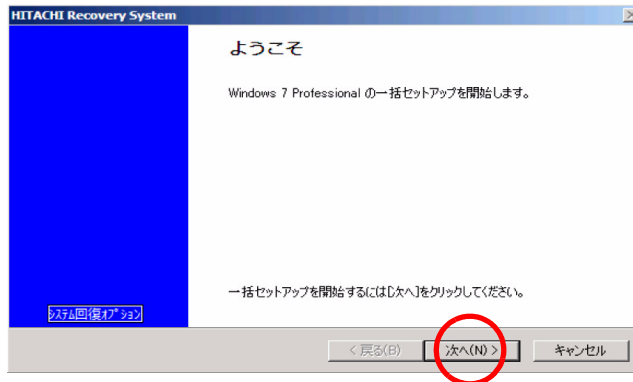 HITACHI Recovery System
ようこそ
Windows 7 Professional の一括セットアップを開始します。
一括セットアップを開始するには[次へ]をクリックしてください。
システム回復オプション
< 戻る(B)
次へ(N) >
キャンセル